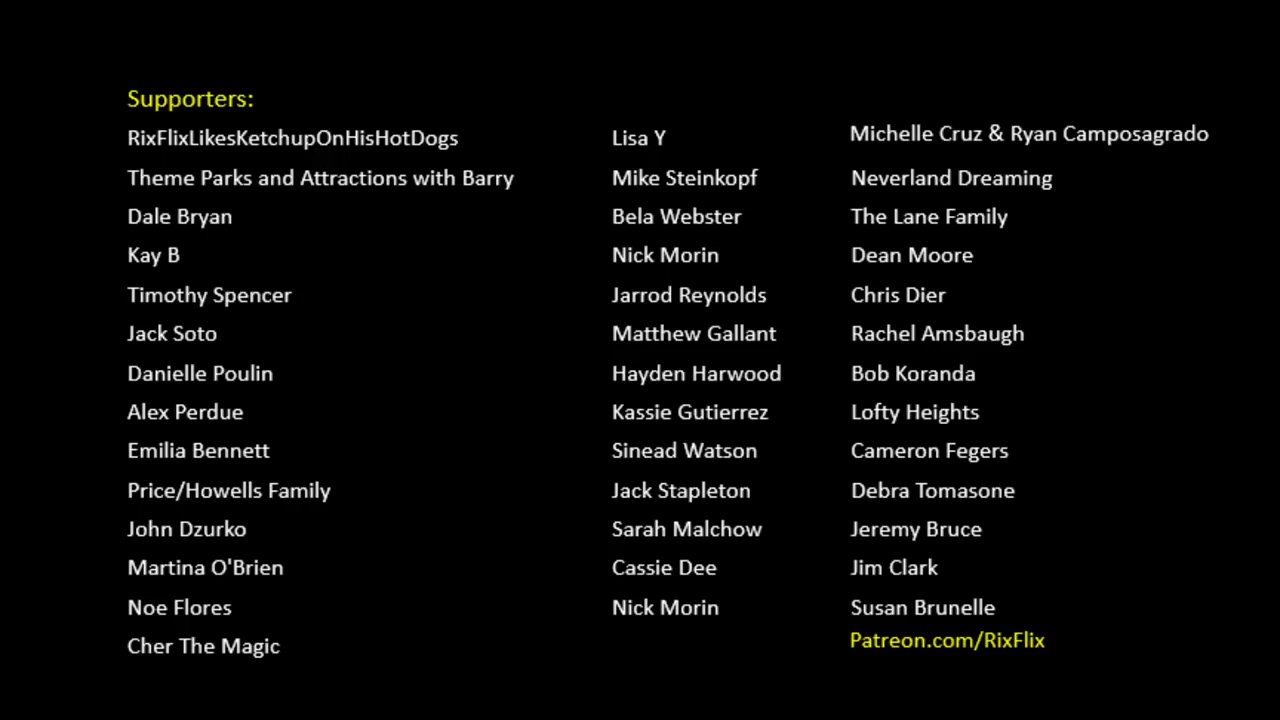 Supporters:
RixFlixLikesKetchupOnHisHotDogs
Theme Parks and Attractions with Barry
Dale Bryan
Kay B
Timothy Spencer
Jack Soto
Danielle Poulin
Alex Perdue
Emilia Bennett
Price/Howells Family
John Dzurko
Martina O'Brien
Noe Flores
Cher The Magic
Lisa Y
Mike Steinkopf
Bela Webster
Nick Morin
Jarrod Reynolds
Matthew Gallant
Hayden Harwood
Kassie Gutierrez
Sinead Watson
Jack Stapleton
Sarah Malchow
Cassie Dee
Nick Morin
Michelle Cruz & Ryan Camposagrado
Neverland Dreaming
The Lane Family
Dean Moore
Chris Dier
Rachel Amsbaugh
Bob Koranda
Lofty Heights
Cameron Fegers
Debra Tomasone
Jeremy Bruce
Jim Clark
Susan Brunelle
Patreon.com/RixFlix